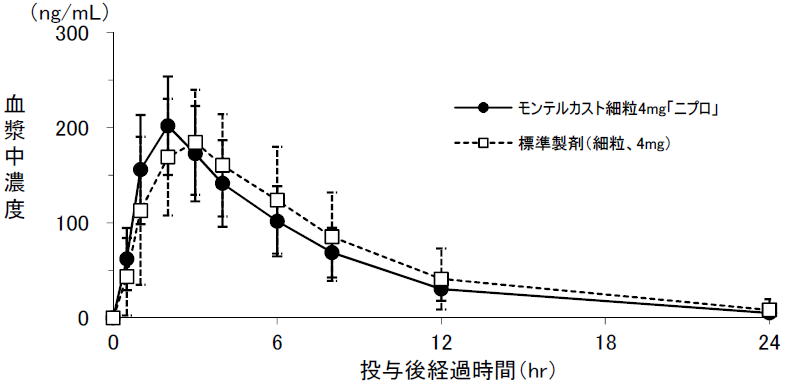 (ng/mL)
300
200
100
0
血漿中濃度
モンテルカスト細粒4mg｢ニプロ｣
標準製剤(細粒、4mg)
0 6 12 18 24
投与後経過時間(hr)